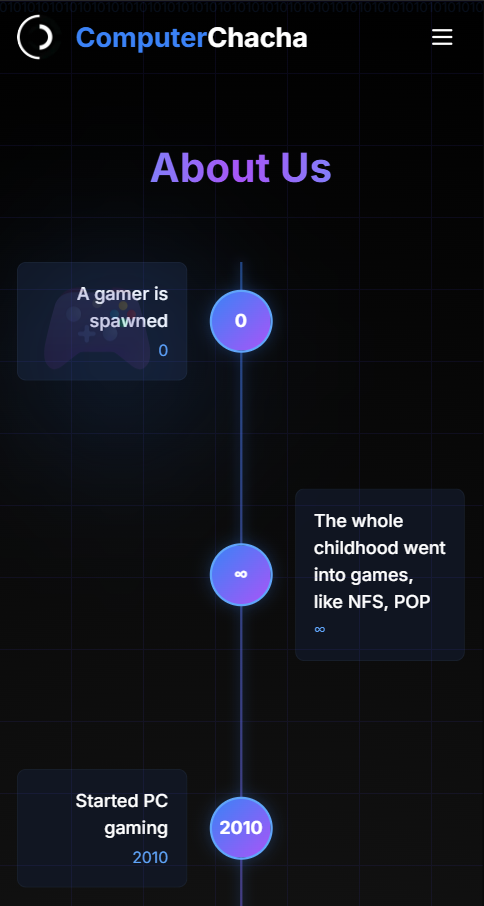 ComputerChacha
About Us
A gamer is
spawned
0
0
The whole
childhood went
into games,
like NFS, POP
∞
∞
Started PC
gaming
2010
2010